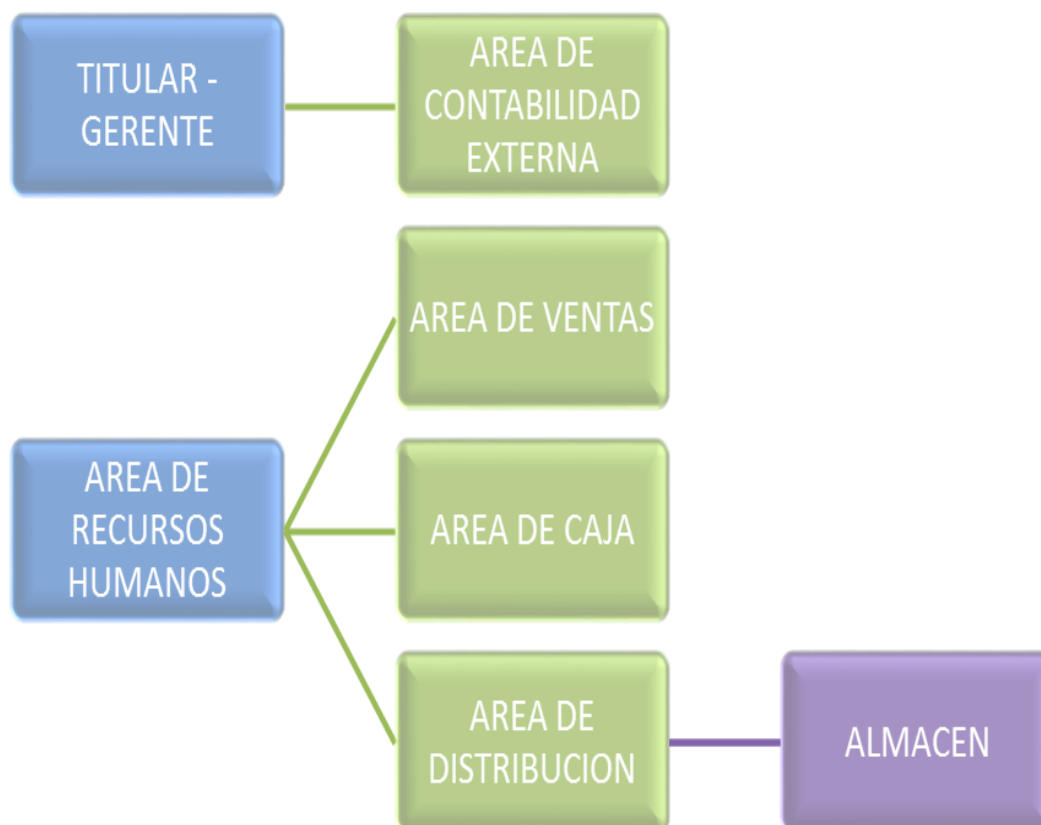 TITULAR -
GERENTE
AREA DE
CONTABILIDAD
EXTERNA
AREA DE VENTAS
AREA DE
RECURSOS
HUMANOS
AREA DE CAJA
AREA DE
DISTRIBUCION
ALMACEN